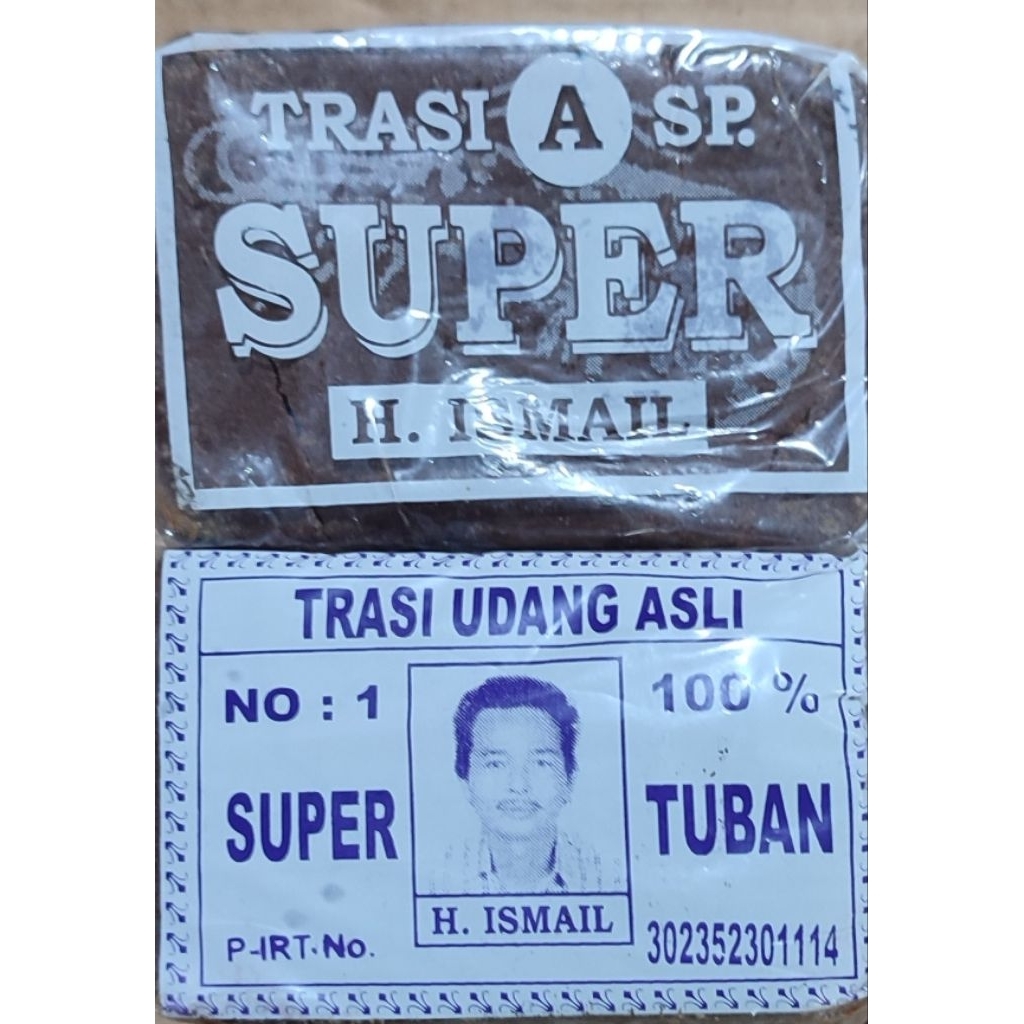 TRASI A SP.
SUPER
H. ISMAIL
TRASI UDANG ASLI
NO : 1
100 %
SUPER
TUBAN
H. ISMAIL
P-IRT. No.
302352301114